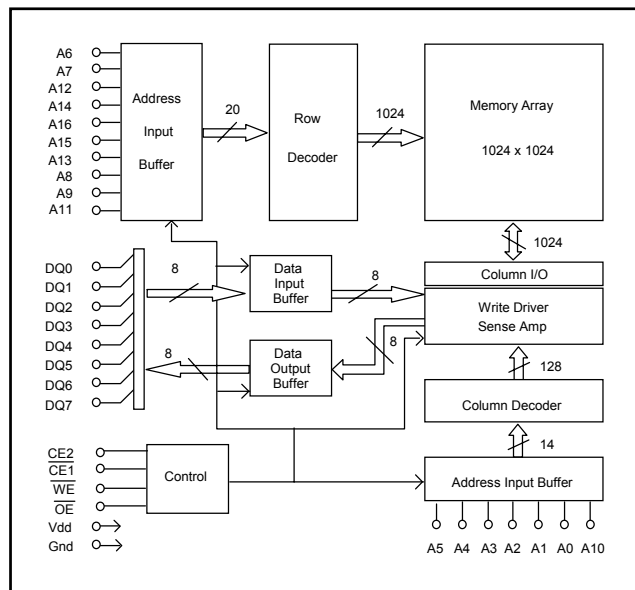 A6
A7
A12
A14
A16
A15
A13
A8
A9
A11
Address
Input
Buffer
20
Row
Decoder
1024
Memory Array
1024 x 1024
1024
DQ0
DQ1
DQ2
DQ3
DQ4
DQ5
DQ6
DQ7
8
Data
Input
Buffer
8
Column I/O
Write Driver
Sense Amp
8
Data
Output
Buffer
8
128
Column Decoder
14
Address Input Buffer
CE2
CE1
WE
OE
Vdd
Gnd
Control
A5 A4 A3 A2 A1 A0 A10